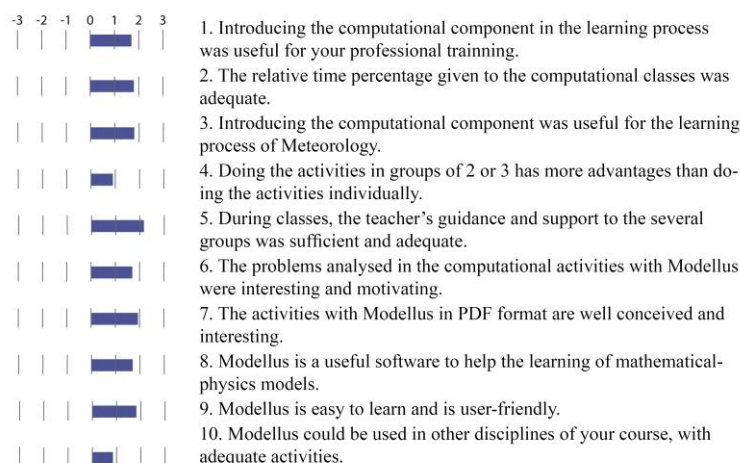 -3 -2 -1 0 1 2 3
1. Introducing the computational component in the learning process
was useful for your professional trainning.
2. The relative time percentage given to the computational classes was
adequate.
3. Introducing the computational component was useful for the learning
process of Meteorology.
4. Doing the activities in groups of 2 or 3 has more advantages than do-
ing the activities individually.
5. During classes, the teacher’s guidance and support to the several
groups was sufficient and adequate.
6. The problems analysed in the computational activities with Modellus
were interesting and motivating.
7. The activities with Modellus in PDF format are well conceived and
interesting.
8. Modellus is a useful software to help the learning of mathematical-
physics models.
9. Modellus is easy to learn and is user-friendly.
10. Modellus could be used in other disciplines of your course, with
adequate activities.